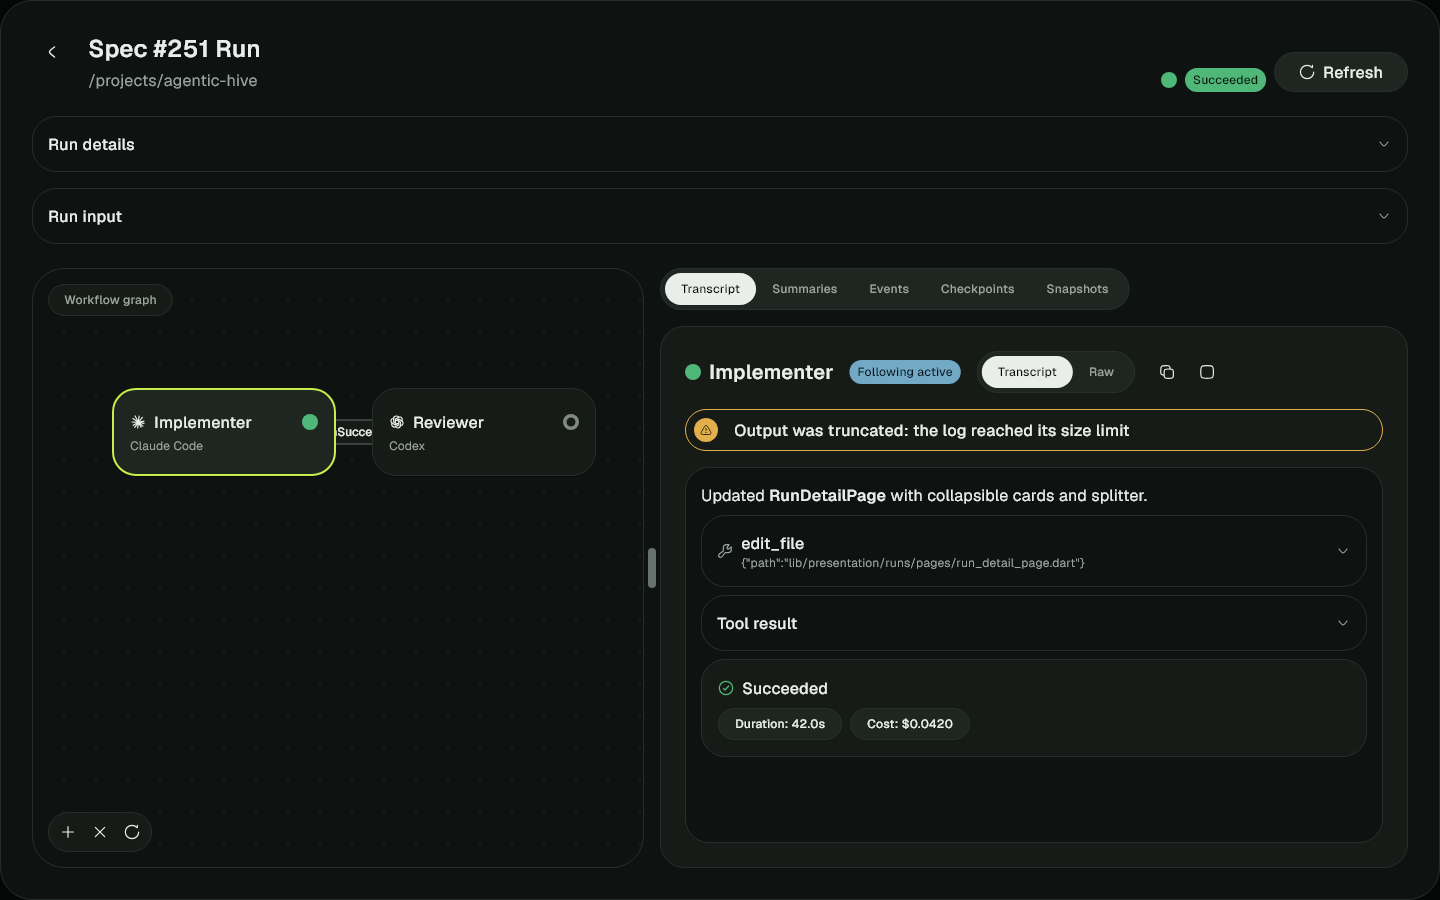 Spec #251 Run
/projects/agentic-hive
Succeeded
Refresh
Run details
Run input
Workflow graph
Implementer
Claude Code
Succe
Reviewer
Codex
Transcript
Summaries
Events
Checkpoints
Snapshots
Implementer
Following active
Transcript
Raw
Output was truncated: the log reached its size limit
Updated RunDetailPage with collapsible cards and splitter.
edit_file
{"path":"lib/presentation/runs/pages/run_detail_page.dart"}
Tool result
Succeeded
Duration: 42.0s
Cost: $0.0420